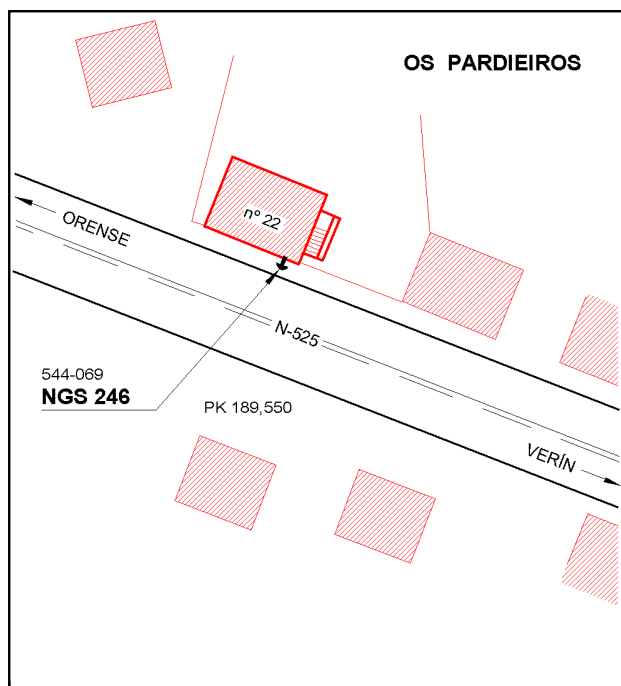 OS PARDIEIROS
nº 22
ORENSE
N-525
544-069
NGS 246
PK 189,550
VERÍN